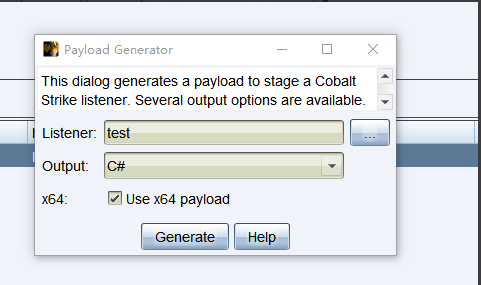 Payload Generator
This dialog generates a payload to stage a Cobalt
Strike listener. Several output options are available.
Listener: test ...
Output: C#
x64: Use x64 payload
Generate Help